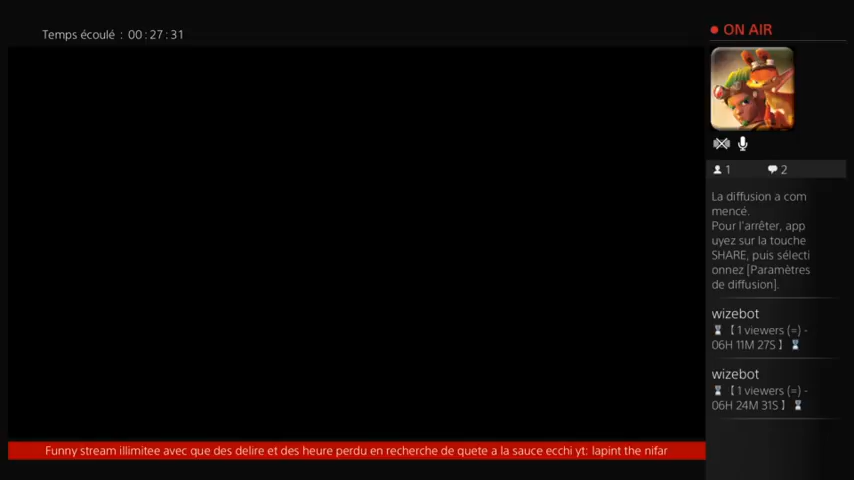 Temps écoulé : 00 : 27 : 31
ON AIR
1 2
La diffusion a com
mencé.
Pour l'arrêter, app
uyez sur la touche
SHARE, puis sélecti
onnez [Paramètres
de diffusion].
wizebot
⌛ 【 1 viewers (=) -
06H 11M 27S 】 ⌛
wizebot
⌛ 【 1 viewers (=) -
06H 24M 31S 】 ⌛
Funny stream illimitee avec que des delire et des heure perdu en recherche de quete a la sauce ecchi yt: lapint the nifar